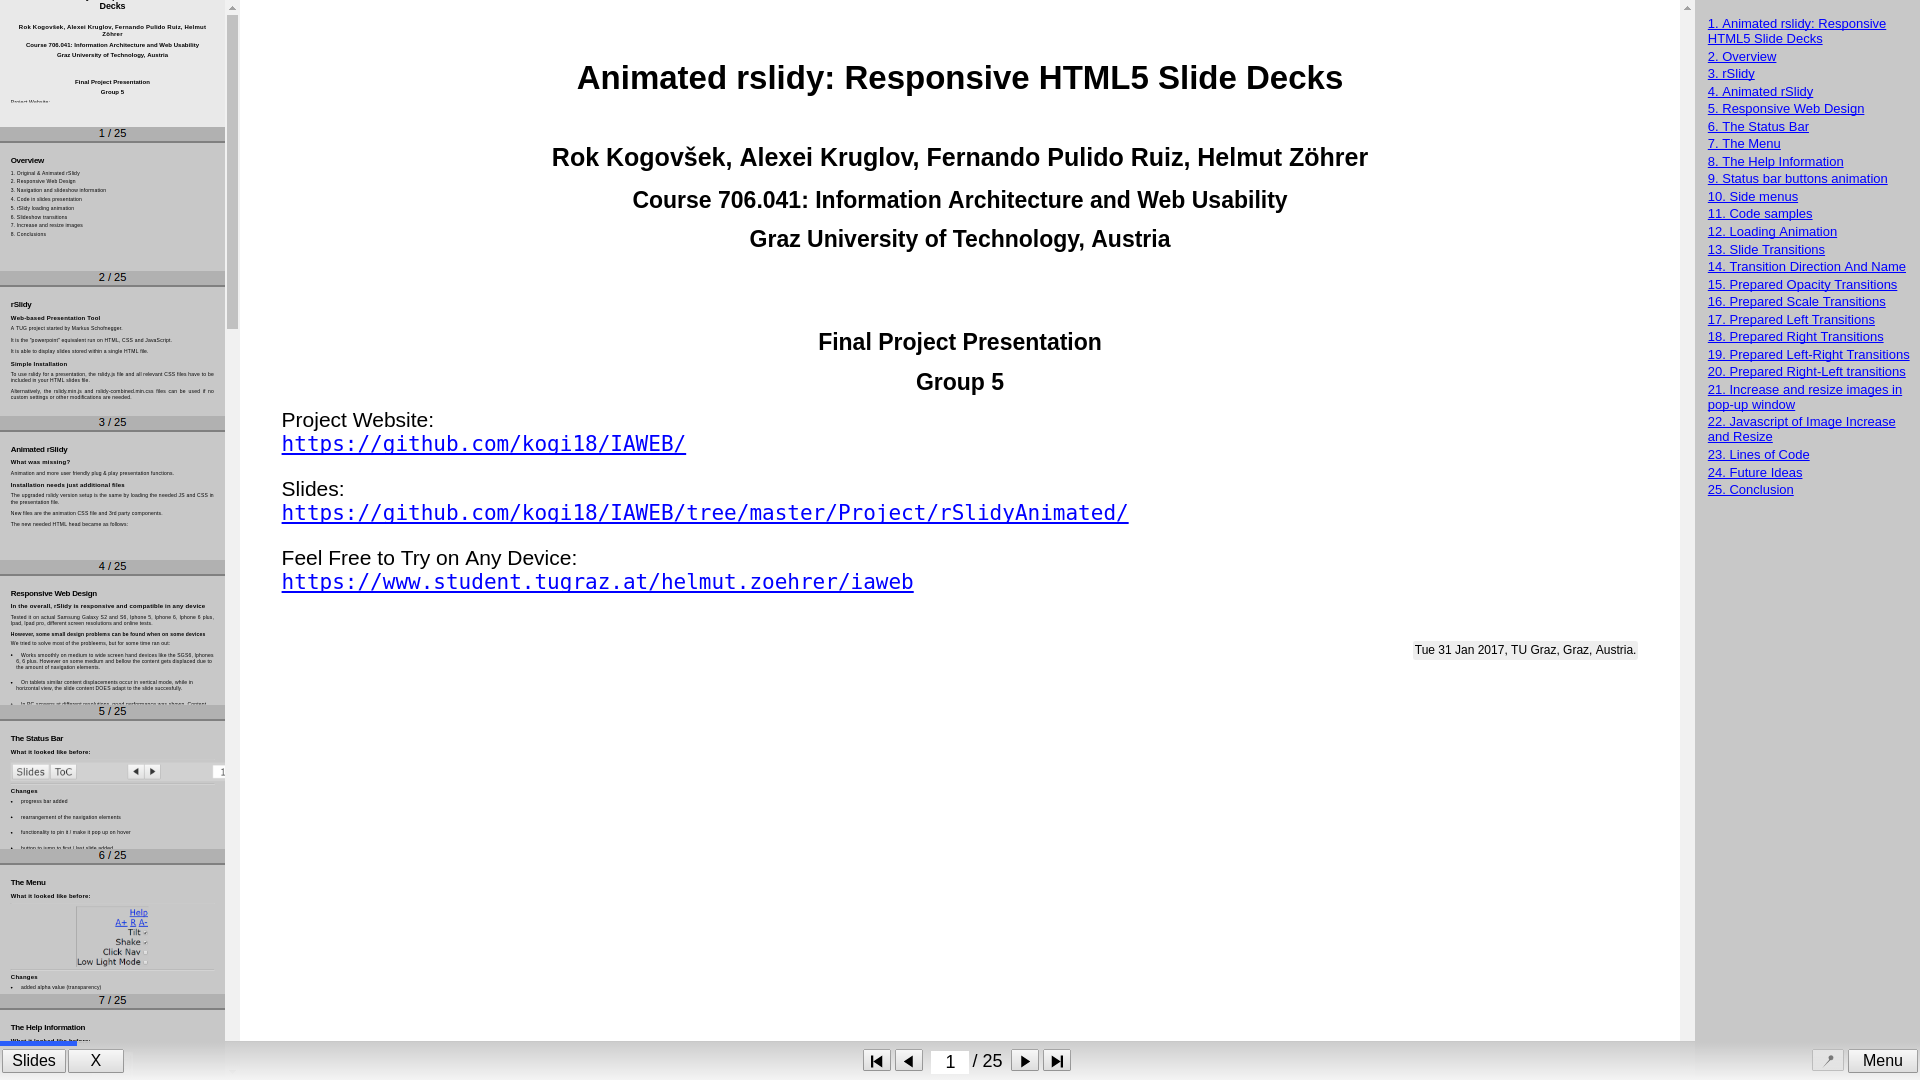 Decks
Rok Kogovšek, Alexei Kruglov, Fernando Pulido Ruiz, Helmut
Zöhrer
Course 706.041: Information Architecture and Web Usability
Graz University of Technology, Austria
Final Project Presentation
Group 5
Project Website:
1 / 25
Overview
1. Original & Animated rSlidy
2. Responsive Web Design
3. Navigation and slideshow information
4. Code in slides presentation
5. rSlidy loading animation
6. Slideshow transitions
7. Increase and resize images
8. Conclusions
2 / 25
rSlidy
Web-based Presentation Tool
A TUG project started by Markus Schofnegger.
It is the "powerpoint" equivalent run on HTML, CSS and JavaScript.
It is able to display slides stored within a single HTML file.
Simple Installation
To use rslidy for a presentation, the rslidy.js file and all relevant CSS files have to be
included in your HTML slides file.
Alternatively, the rslidy.min.js and rslidy-combined.min.css files can be used if no
custom settings or other modifications are needed.
3 / 25
Animated rSlidy
What was missing?
Animation and more user friendly plug & play presentation functions.
Installation needs just additional files
The upgraded rslidy version setup is the same by loading the needed JS and CSS in
the presentation file.
New files are the animation CSS file and 3rd party components.
The new needed HTML head became as follows:
4 / 25
Responsive Web Design
In the overall, rSlidy is responsive and compatible in any device
Tested it on actual Samsung Galaxy S2 and S6, Iphone 5, Iphone 6, Iphone 6 plus,
Ipad, Ipad pro, different screen resolutions and online tests.
However, some small design problems can be found when on some devices
We tried to solve most of the problems, but for some time ran out:
• Works smoothly on medium to wide screen hand devices like the SGS6, Iphones
6, 6 plus. However on some medium and bellow the content gets displaced due to
the amount of navigation elements.
• On tablets similar content displacements occur in vertical mode, while in
horizontal view, the slide content DOES adapt to the slide succesfully.
5 / 25
The Status Bar
What it looked like before:
Slides ToC 1
Changes
• progress bar added
• rearrangement of the navigation elements
• functionality to pin it / make it pop up on hover
• button to jump to first / last slide added
6 / 25
The Menu
What it looked like before:
Help
A+ R A-
Tilt
Shake
Click Nav
Low Light Mode
Changes
• added alpha value (transparency)
7 / 25
The Help Information
What it looked like before:
Slides X
Animated rslidy: Responsive HTML5 Slide Decks
Rok Kogovšek, Alexei Kruglov, Fernando Pulido Ruiz, Helmut Zöhrer
Course 706.041: Information Architecture and Web Usability
Graz University of Technology, Austria
Final Project Presentation
Group 5
Project Website:
https://github.com/kogi18/IAWEB/
Slides:
https://github.com/kogi18/IAWEB/tree/master/Project/rSlidyAnimated/
Feel Free to Try on Any Device:
https://www.student.tugraz.at/helmut.zoehrer/iaweb
Tue 31 Jan 2017, TU Graz, Graz, Austria.
1 / 25
1. Animated rslidy: Responsive
HTML5 Slide Decks
2. Overview
3. rSlidy
4. Animated rSlidy
5. Responsive Web Design
6. The Status Bar
7. The Menu
8. The Help Information
9. Status bar buttons animation
10. Side menus
11. Code samples
12. Loading Animation
13. Slide Transitions
14. Transition Direction And Name
15. Prepared Opacity Transitions
16. Prepared Scale Transitions
17. Prepared Left Transitions
18. Prepared Right Transitions
19. Prepared Left-Right Transitions
20. Prepared Right-Left transitions
21. Increase and resize images in
pop-up window
22. Javascript of Image Increase
and Resize
23. Lines of Code
24. Future Ideas
25. Conclusion
Menu